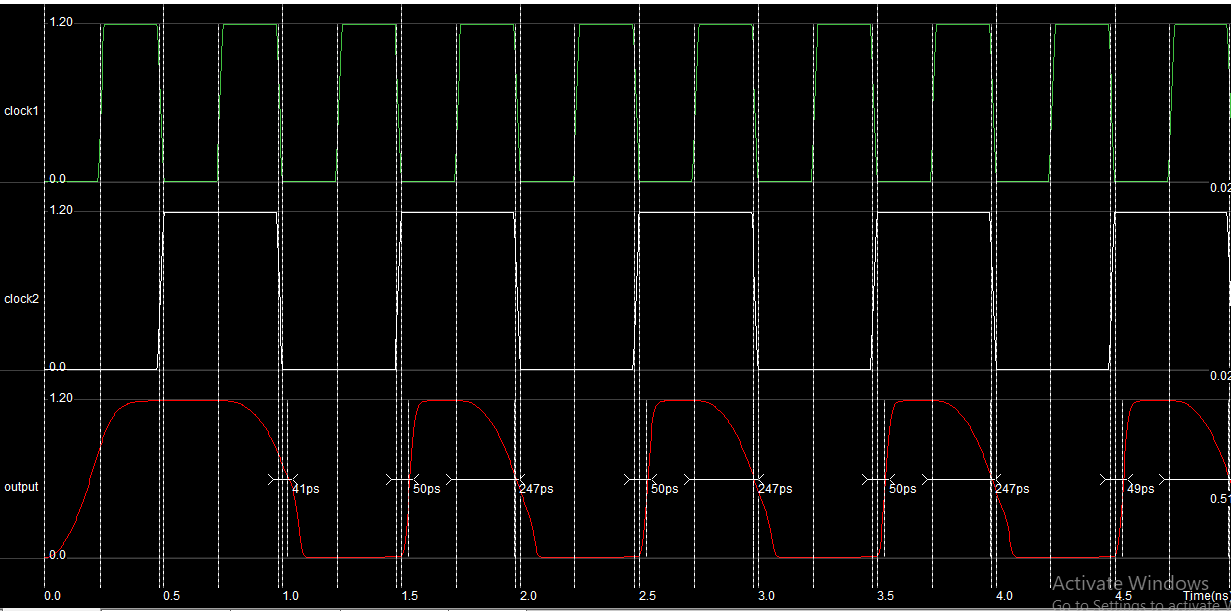 1.20
clock1
0.0
0.02
1.20
clock2
0.0
0.02
1.20
output
41ps
50ps
247ps
50ps
247ps
50ps
247ps
49ps
0.51
0.0
Activate Windows
0.0 0.5 1.0 1.5 2.0 2.5 3.0 3.5 4.0 4.5 Time(ns)
Go to Settings to activate